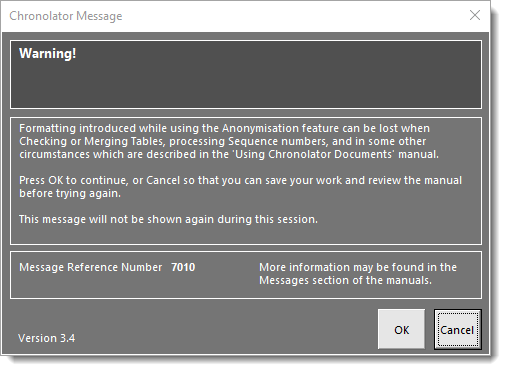 Chronolator Message
Warning!
Formatting introduced while using the Anonymisation feature can be lost when
Checking or Merging Tables, processing Sequence numbers, and in some other
circumstances which are described in the 'Using Chronolator Documents' manual.
Press OK to continue, or Cancel so that you can save your work and review the manual
before trying again.
This message will not be shown again during this session.
Message Reference Number 7010
More information may be found in the
Messages section of the manuals.
Version 3.4
OK
Cancel